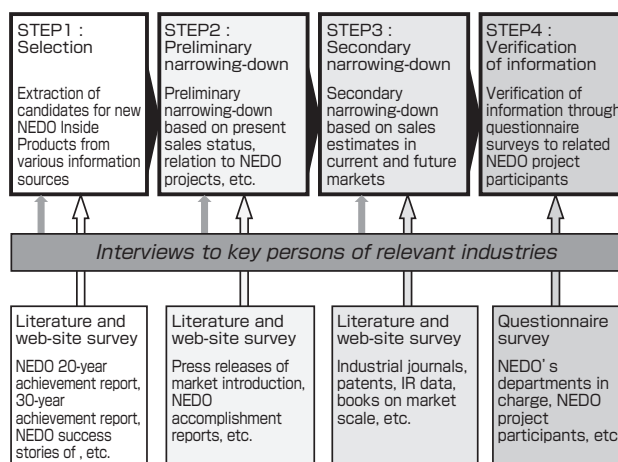 STEP1 :
Selection
Extraction of
candidates for new
NEDO Inside
Products from
various information
sources
STEP2 :
Preliminary
narrowing-down
Preliminary
narrowing-down
based on present
sales status,
relation to NEDO
projects, etc.
STEP3 :
Secondary
narrowing-down
Secondary
narrowing-down
based on sales
estimates in
current and future
markets
STEP4 :
Verification
of information
Verification of
information through
questionnaire
surveys to related
NEDO project
participants
Interviews to key persons of relevant industries
Literature and
web-site survey
NEDO 20-year
achievement report,
30-year
achievement report,
NEDO success
stories of , etc.
Literature and
web-site survey
Press releases of
market introduction,
NEDO
accomplishment
reports, etc.
Literature and
web-site survey
Industrial journals,
patents, IR data,
books on market
scale, etc.
Questionnaire
survey
NEDO's
departments in
charge, NEDO
project
participants, etc